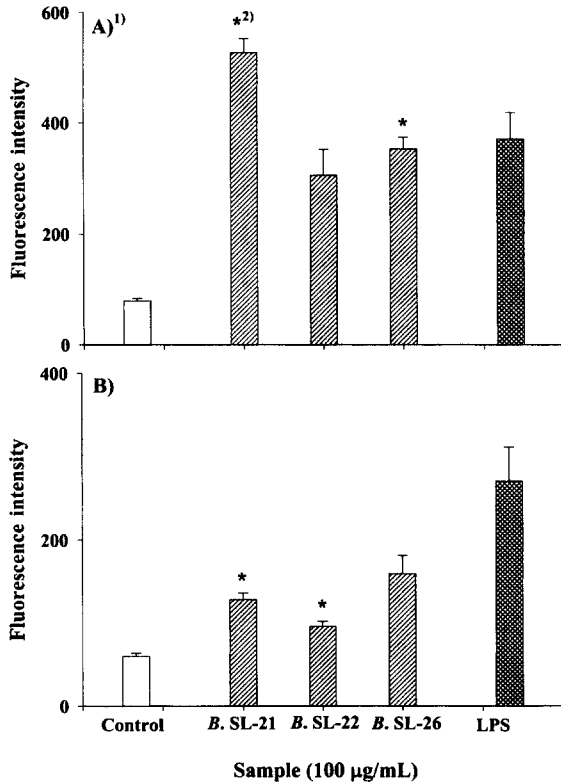 600
A)1)
*2)
*
400
Fluorescence intensity
200
0
400
B)
Fluorescence intensity
200
*
*
0
Control
B. SL-21
B. SL-22
B. SL-26
LPS
Sample (100 μg/mL)